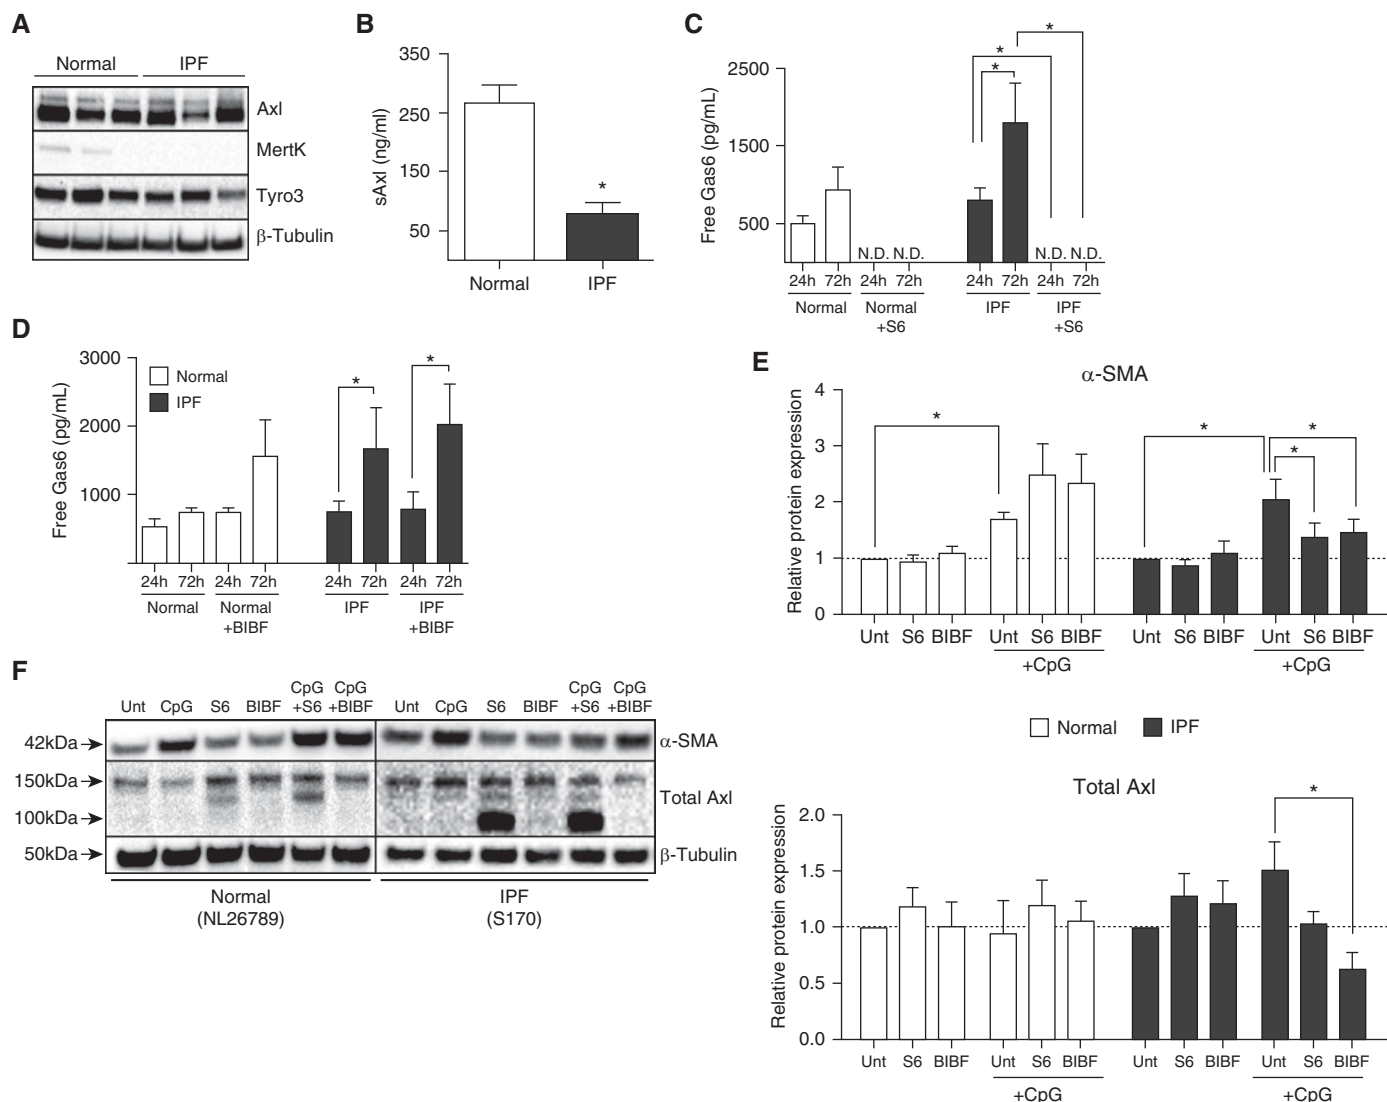 A
Normal IPF
Axl
MertK
Tyro3
β-Tubulin
B
350
250
150
50
sAxl (ng/ml)
*
Normal IPF
C
2500
1500
500
Free Gas6 (pg/mL)
*
*
*
N.D. N.D. N.D. N.D.
24h 72h 24h 72h 24h 72h 24h 72h
Normal Normal +S6 IPF IPF +S6
D
3000
2000
1000
Free Gas6 (pg/mL)
Normal
IPF
* *
24h 72h 24h 72h 24h 72h 24h 72h
Normal Normal +BIBF IPF IPF +BIBF
E
α-SMA
4
3
2
1
0
Relative protein expression
* * * *
Unt S6 BIBF Unt S6 BIBF Unt S6 BIBF Unt S6 BIBF
+CpG +CpG
Normal IPF
Total Axl
2.0
1.5
1.0
0.5
0.0
Relative protein expression
*
Unt S6 BIBF Unt S6 BIBF Unt S6 BIBF Unt S6 BIBF
+CpG +CpG
F
Unt CpG S6 BIBF CpG +S6 CpG +BIBF Unt CpG S6 BIBF CpG +S6 CpG +BIBF
42kDa α-SMA
150kDa
Total Axl
100kDa
50kDa β-Tubulin
Normal IPF
(NL26789) (S170)